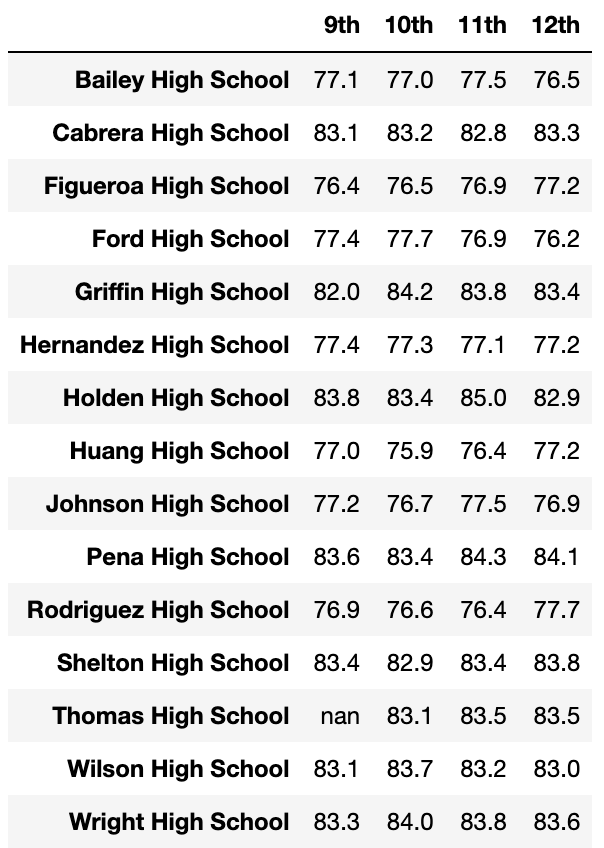 9th 10th 11th 12th
Bailey High School 77.1 77.0 77.5 76.5
Cabrera High School 83.1 83.2 82.8 83.3
Figueroa High School 76.4 76.5 76.9 77.2
Ford High School 77.4 77.7 76.9 76.2
Griffin High School 82.0 84.2 83.8 83.4
Hernandez High School 77.4 77.3 77.1 77.2
Holden High School 83.8 83.4 85.0 82.9
Huang High School 77.0 75.9 76.4 77.2
Johnson High School 77.2 76.7 77.5 76.9
Pena High School 83.6 83.4 84.3 84.1
Rodriguez High School 76.9 76.6 76.4 77.7
Shelton High School 83.4 82.9 83.4 83.8
Thomas High School nan 83.1 83.5 83.5
Wilson High School 83.1 83.7 83.2 83.0
Wright High School 83.3 84.0 83.8 83.6